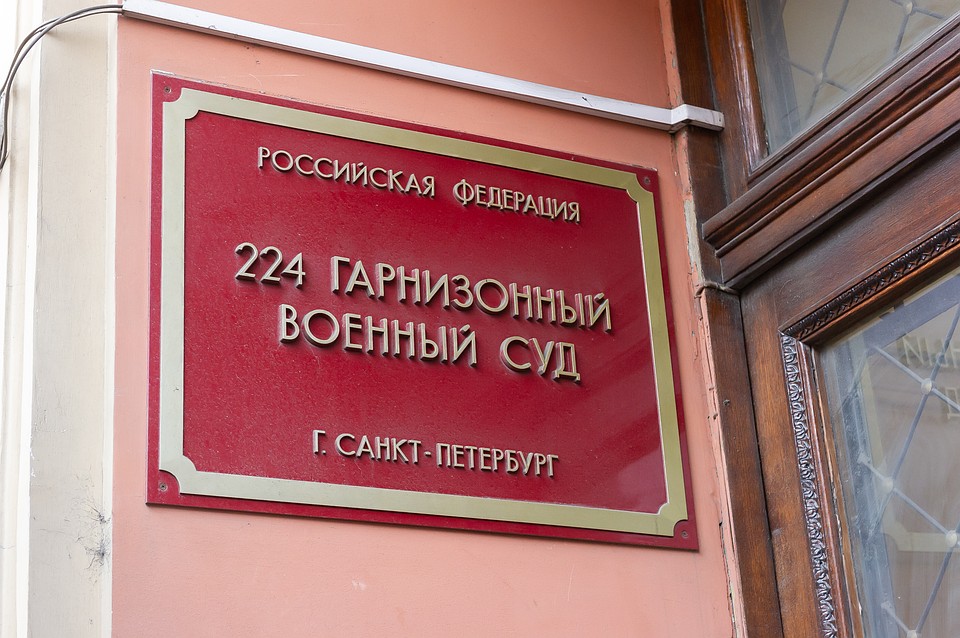 РОССИЙСКАЯ ФЕДЕРАЦИЯ
224 ГАРНИЗОННЫЙ
ВОЕННЫЙ СУД
Г. САНКТ-ПЕТЕРБУРГ